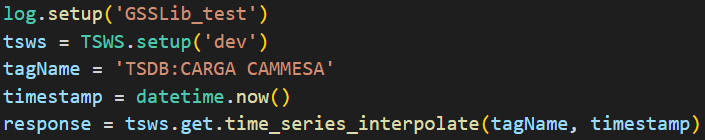 log.setup('GSSLib_test')
tsws = TSWS.setup('dev')
tagName = 'TSDB:CARGA CAMMESA'
timestamp = datetime.now()
response = tsws.get.time_series_interpolate(tagName, timestamp)